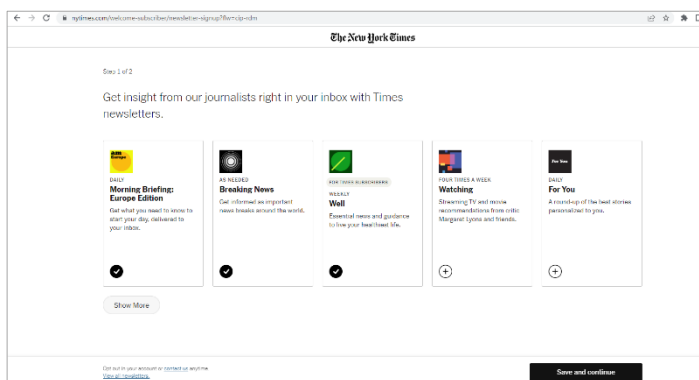 nytimes.com/welcome-subscriber/newsletter-signup?flw=cip-rdm
The New York Times
Step 1 of 2
Get insight from our journalists right in your inbox with Times
newsletters.
DAILY
Morning Briefing:
Europe Edition
Get what you need to know to
start your day, delivered to
your inbox.
AS NEEDED
Breaking News
Get informed as important
news breaks around the world.
FOR TIMES SUBSCRIBERS
WEEKLY
Well
Essential news and guidance
to live your healthiest life.
FOUR TIMES A WEEK
Watching
Streaming TV and movie
recommendations from critic
Margaret Lyons and friends.
For You
DAILY
For You
A round-up of the best stories
personalized to you.
Show More
Opt out in your account or contact us anytime
View all newsletters.
Save and continue